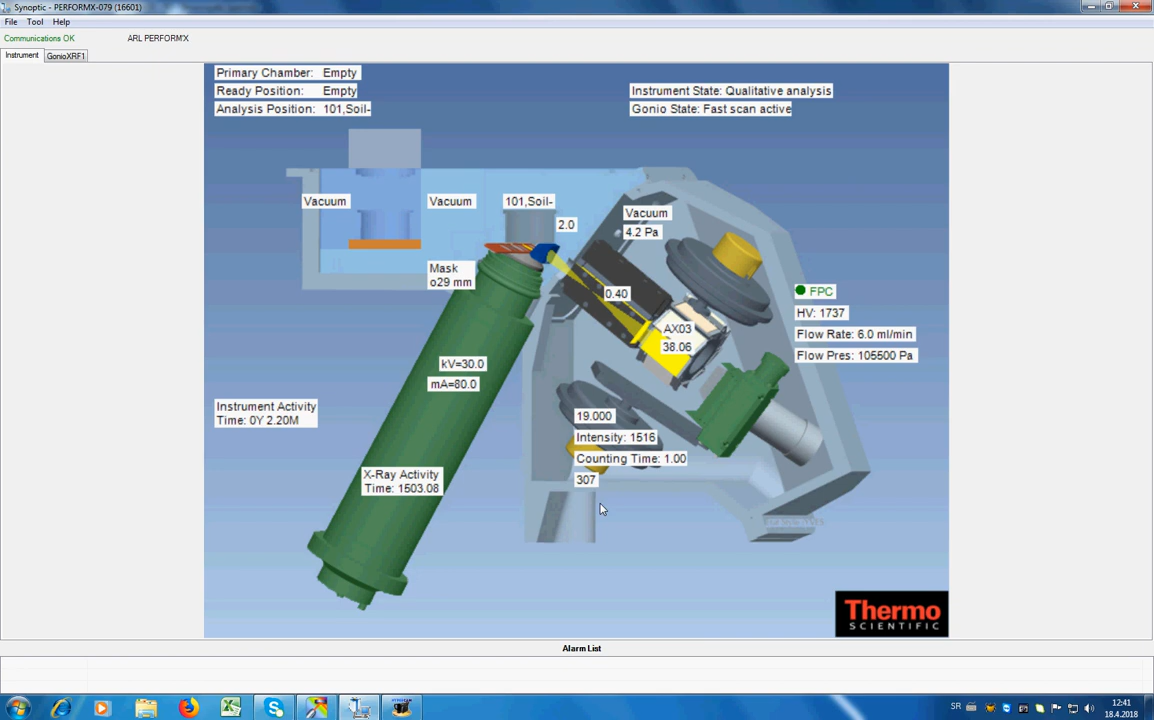 Synoptic - PERFORMX-079 (16601)
File Tool Help
Communications OK
ARL PERFORM'X
Instrument GonioXRF1
Primary Chamber: Empty
Ready Position: Empty
Analysis Position: 101,Soil-
Instrument State: Qualitative analysis
Gonio State: Fast scan active
Vacuum
Vacuum
101,Soil-
2.0
Vacuum
4.2 Pa
Mask
o29 mm
0.40
FPC
HV: 1737
Flow Rate: 6.0 ml/min
Flow Pres: 105500 Pa
AX03
38.06
kV=30.0
mA=80.0
Instrument Activity
Time: 0Y 2.20M
19.000
Intensity: 1516
Counting Time: 1.00
307
X-Ray Activity
Time: 1503.08
Thermo
SCIENTIFIC
Alarm List
SR
12:41
18.4.2018